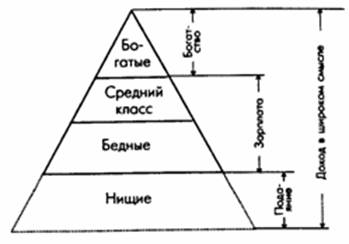 Бо-
гатые
Средний
класс
Бедные
Нищие
Богат-
ство
Зарплата
Пода-
яние
Доход в широком смысле